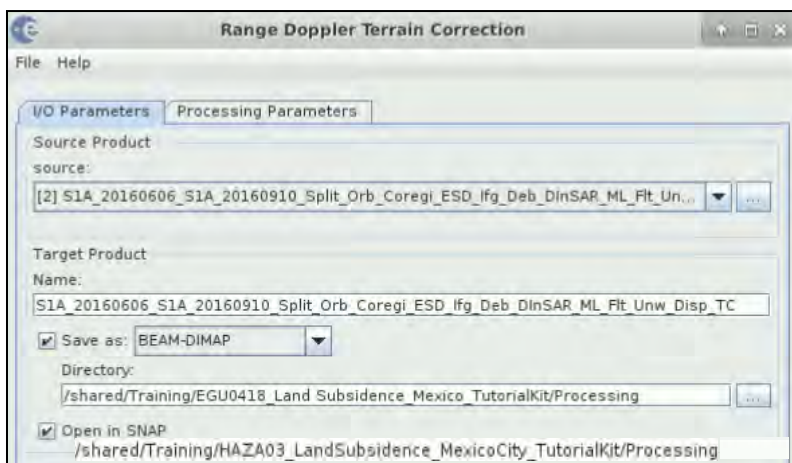 Range Doppler Terrain Correction
File Help
I/O Parameters Processing Parameters
Source Product
source:
[2] S1A_20160606_S1A_20160910_Split_Orb_Coregi_ESD_Ifg_Deb_DInSAR_ML_Flt_Un...
Target Product
Name:
S1A_20160606_S1A_20160910_Split_Orb_Coregi_ESD_Ifg_Deb_DInSAR_ML_Flt_Unw_Disp_TC
Save as: BEAM-DIMAP
Directory:
/shared/Training/EGU0418_Land Subsidence_Mexico_TutorialKit/Processing
Open in SNAP
/shared/Training/HAZA03_LandSubsidence_MexicoCity_TutorialKit/Processing